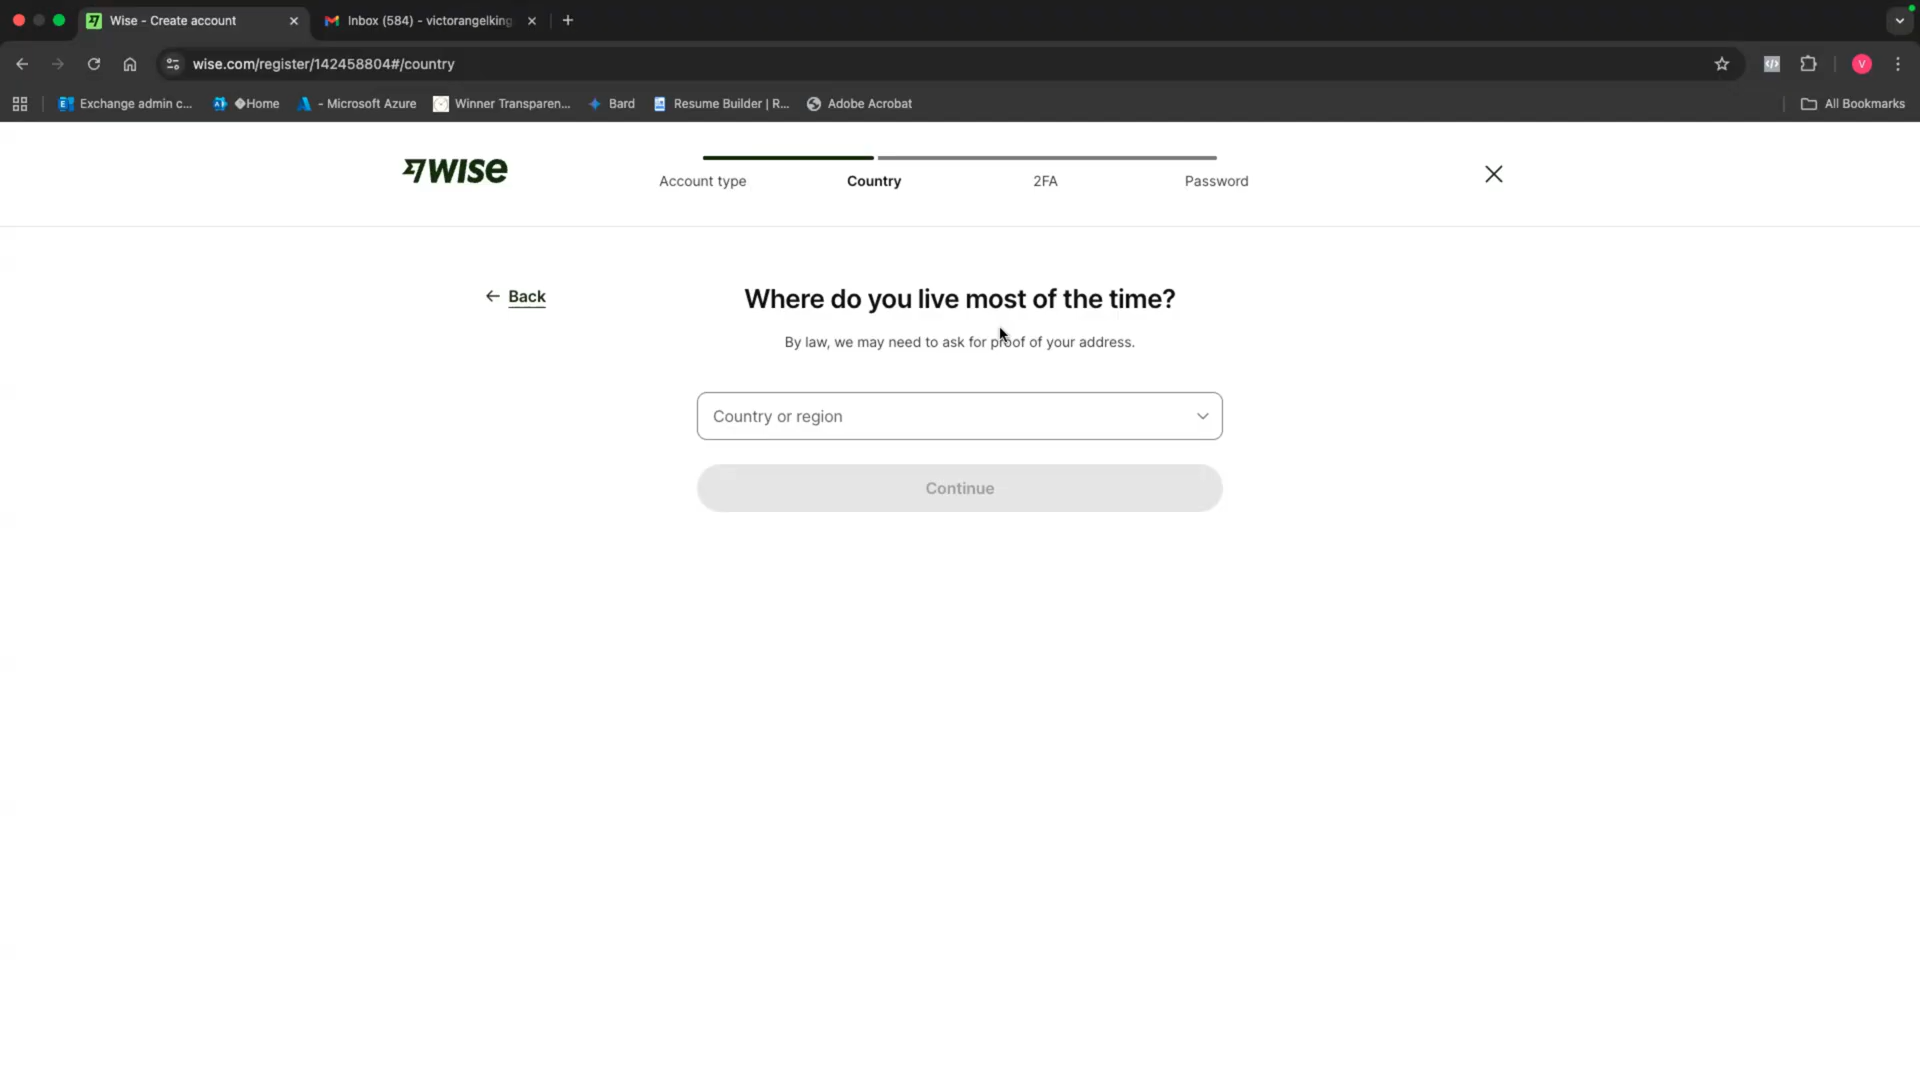 Wise - Create account
Inbox (584) - victorangelking
wise.com/register/142458804#/country
V
Exchange admin c...
�Home
- Microsoft Azure
Winner Transparen...
Bard
Resume Builder | R...
Adobe Acrobat
All Bookmarks
WISE
Account type
Country
2FA
Password
Back
Where do you live most of the time?
By law, we may need to ask for proof of your address.
Country or region
Continue